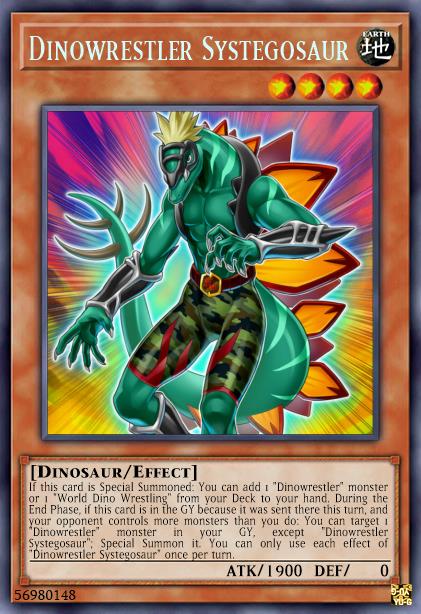 DINOWRESTLER SYSTEGOSAUR
EARTH
地
[DINOSAUR/EFFECT]
If this card is Special Summoned: You can add 1 "Dinowrestler" monster
or 1 "World Dino Wrestling" from your Deck to your hand. During the
End Phase, if this card is in the GY because it was sent there this turn, and
your opponent controls more monsters than you do: You can target 1
"Dinowrestler" monster in your GY, except "Dinowrestler
Systegosaur"; Special Summon it. You can only use each effect of
"Dinowrestler Systegosaur" once per turn.
ATK/1900 DEF/ 0
56980148